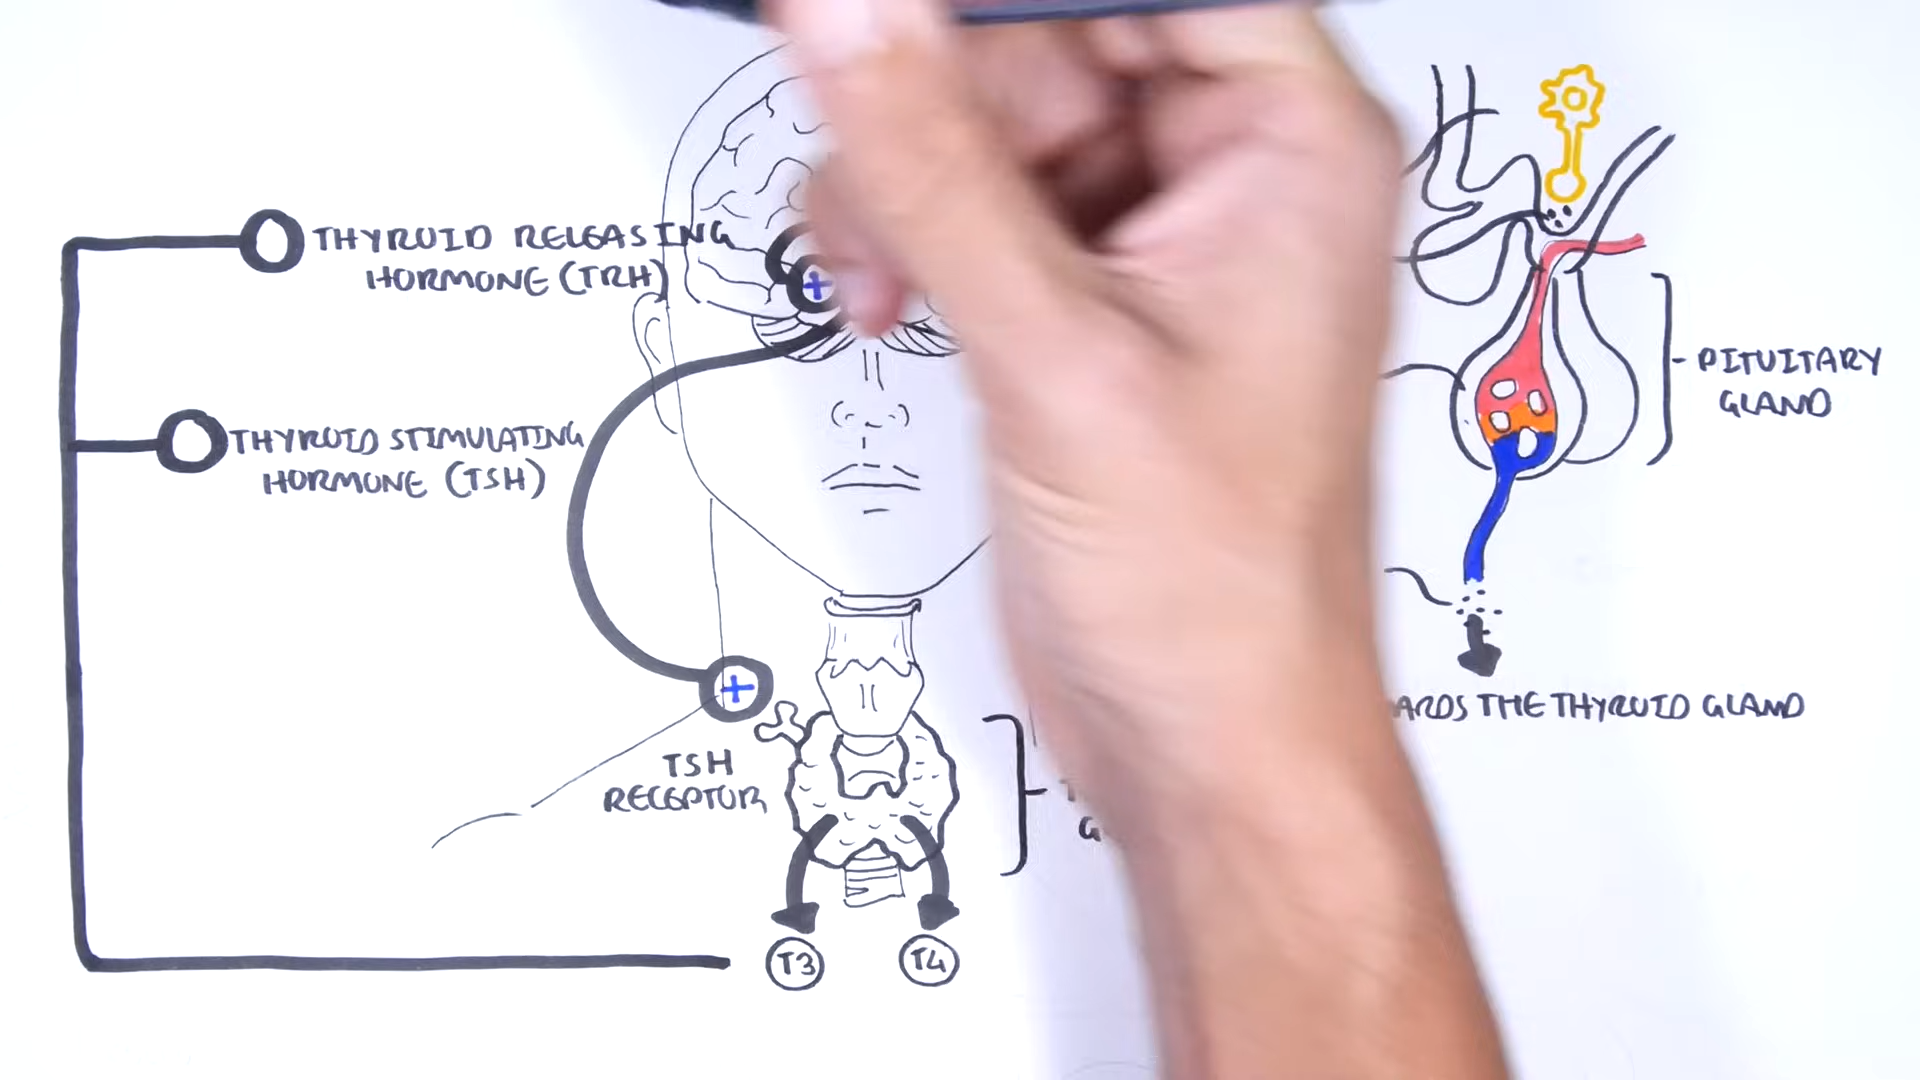 THYROID RELEASING
HORMONE (TRH)
+
THYROID STIMULATING
HORMONE (TSH)
PITUITARY
GLAND
+
TSH
RECEPTOR
THE THYROID GLAND
T3
T4